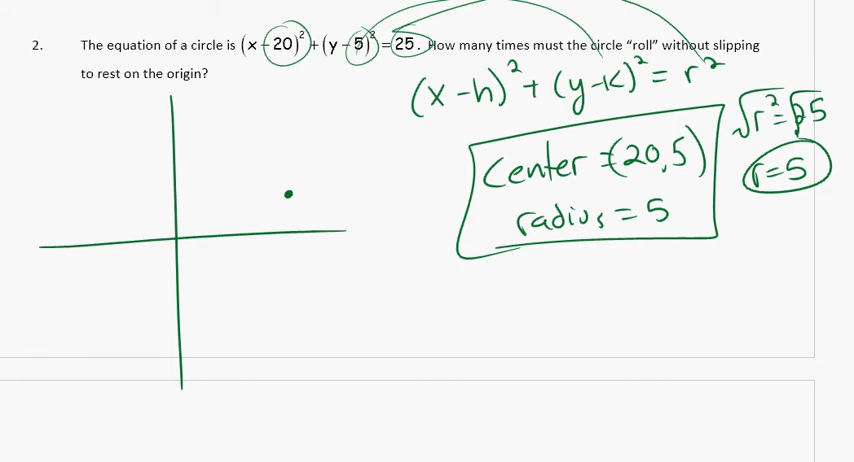 2. The equation of a circle is (x − 20)² + (y − 5)² = 25. How many times must the circle "roll" without slipping
to rest on the origin?
(x − h)² + (y − k)² = r²
√r² = √25
r = 5
Center = (20, 5)
radius = 5